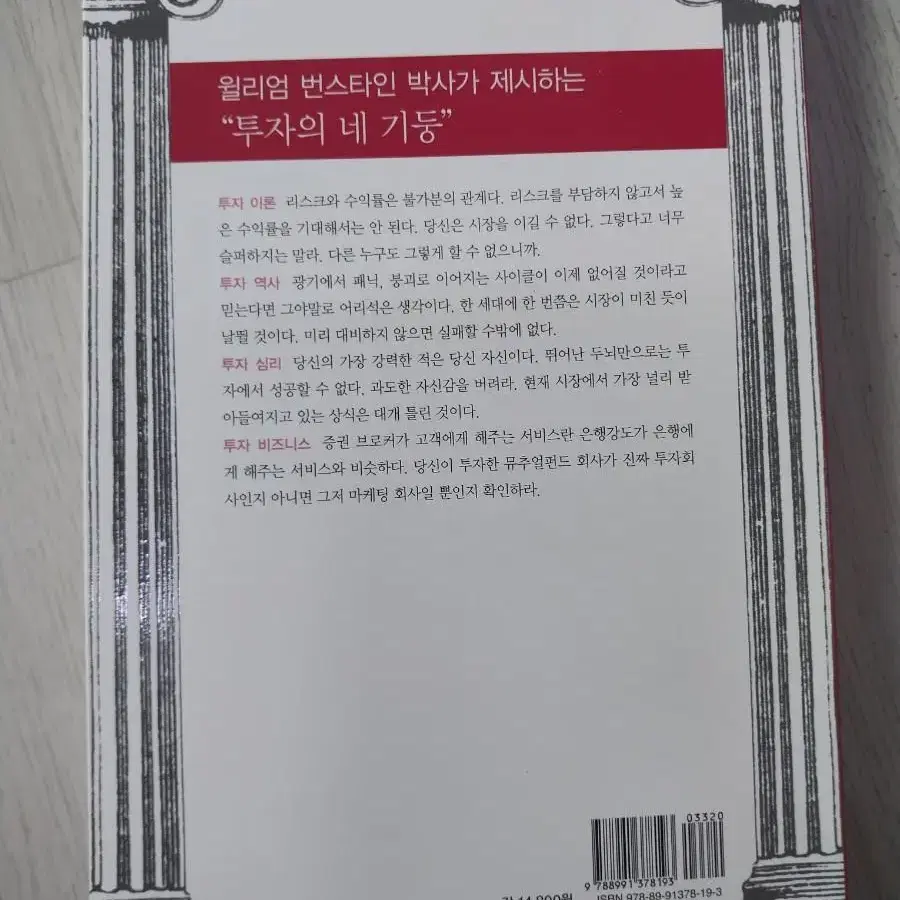 윌리엄 번스타인 박사가 제시하는
“투자의 네 기둥”
투자 이론 리스크와 수익률은 불가분의 관계다. 리스크를 부담하지 않고서 높
은 수익률을 기대해서는 안 된다. 당신은 시장을 이길 수 없다. 그렇다고 너무
슬퍼하지는 말라. 다른 누구도 그렇게 할 수 없으니까.
투자 역사 광기에서 패닉, 붕괴로 이어지는 사이클이 이제 없어질 것이라고
믿는다면 그야말로 어리석은 생각이다. 한 세대에 한 번쯤은 시장이 미친 듯이
날뛸 것이다. 미리 대비하지 않으면 실패할 수밖에 없다.
투자 심리 당신의 가장 강력한 적은 당신 자신이다. 뛰어난 두뇌만으로는 투
자에서 성공할 수 없다. 과도한 자신감을 버려라. 현재 시장에서 가장 널리 받
아들여지고 있는 상식은 대개 틀린 것이다.
투자 비즈니스 증권 브로커가 고객에게 해주는 서비스란 은행강도가 은행에
게 해주는 서비스와 비슷하다. 당신이 투자한 뮤추얼펀드 회사가 진짜 투자회
사인지 아니면 그저 마케팅 회사일 뿐인지 확인하라.
03320
9 788991 378193
ISBN 978-89-91378-19-3